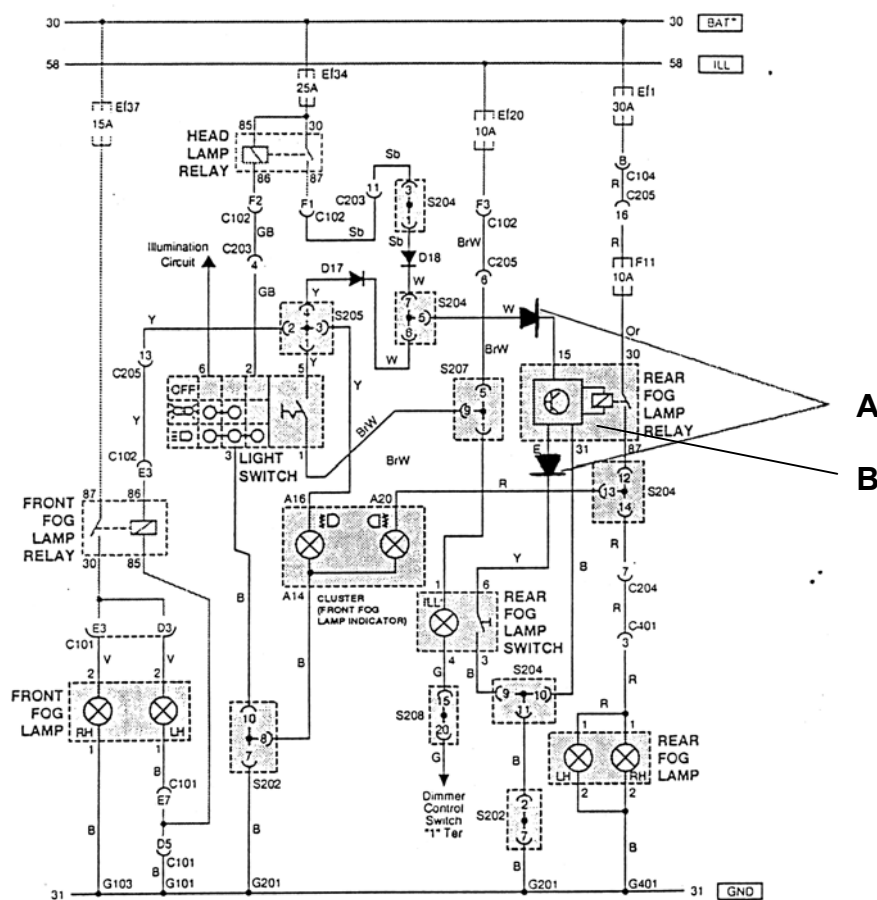 30 30 BAT+
58 58 ILL
Ef37
15A
Ef34
25A
Ef20
10A
Ef1
30A
85 30
HEAD
LAMP
RELAY
86 87
F2
C102
GB
C203
4
GB
F1
C102
Sb
11
C203
Sb
3
S204
1
Sb
D18
W
F3
C102
BrW
6
C205
BrW
B
C104
R
C205
16
R
F11
10A
Or
Illumination
Circuit
D17
Y
4
2 3
1
S205
Y
7
5
6
S204
W
W
Y
13
C205
Y
C102
E3
6 2 5
OFF
3 1
LIGHT
SWITCH
Y
BrW
S207
5
9
BrW
15 30
REAR
FOG
LAMP
RELAY
E 31 87
A
B
87 86
FRONT
FOG
LAMP
RELAY
30 85
A16 A20
R
13 12
14
S204
A14
CLUSTER
(FRONT FOG
LAMP INDICATOR)
Y
B
R
7
C204
R
C401
3
R
1 6
ILL
REAR
FOG
LAMP
SWITCH
4 3
E3 D3
C101
V V
2 2
FRONT
FOG
LAMP
RH LH
1 1
B
C101
E7
D5
C101
B
B
B
B
10
8
7
S202
B
G
15
S208
20
G
Dimmer
Control
Switch
"1" Ter
B
S204
9 10
11
B
2
S202
7
B
R
1 1
REAR
FOG
LAMP
LH RH
2 2
B
31 G103 G101 G201 G201 G401 31 GND